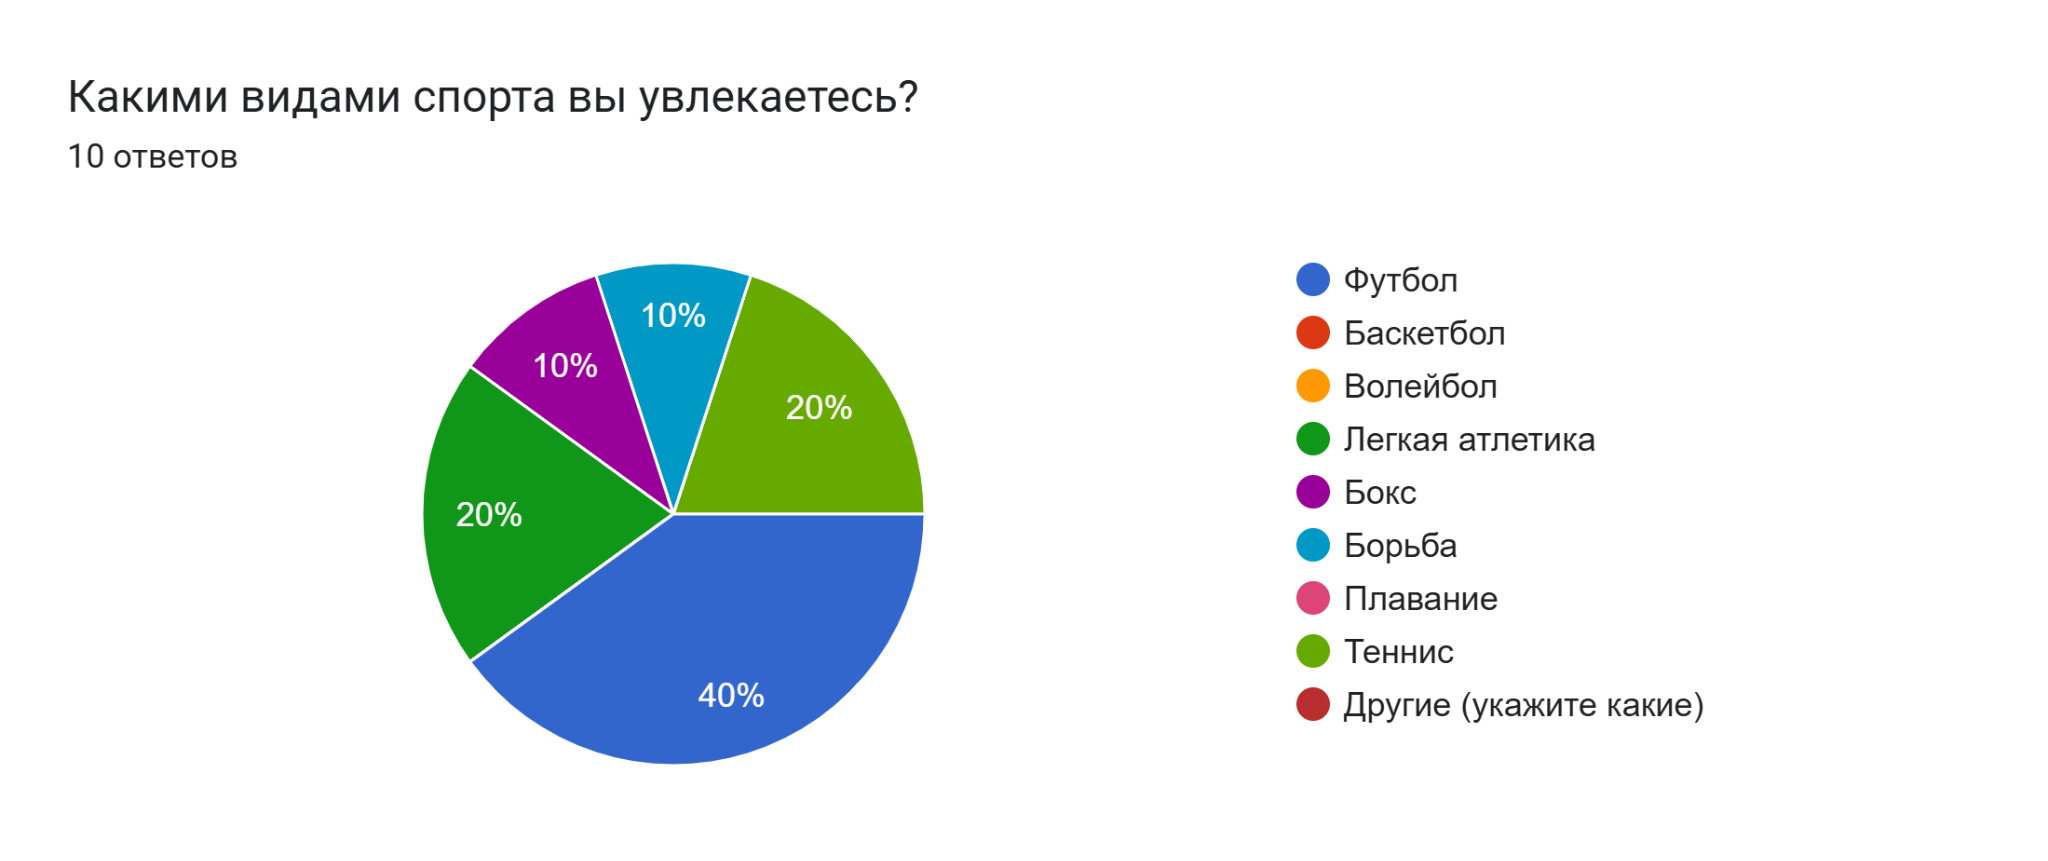 Какими видами спорта вы увлекаетесь?
10 ответов
10%
10%
20%
20%
40%
Футбол
Баскетбол
Волейбол
Легкая атлетика
Бокс
Борьба
Плавание
Теннис
Другие (укажите какие)